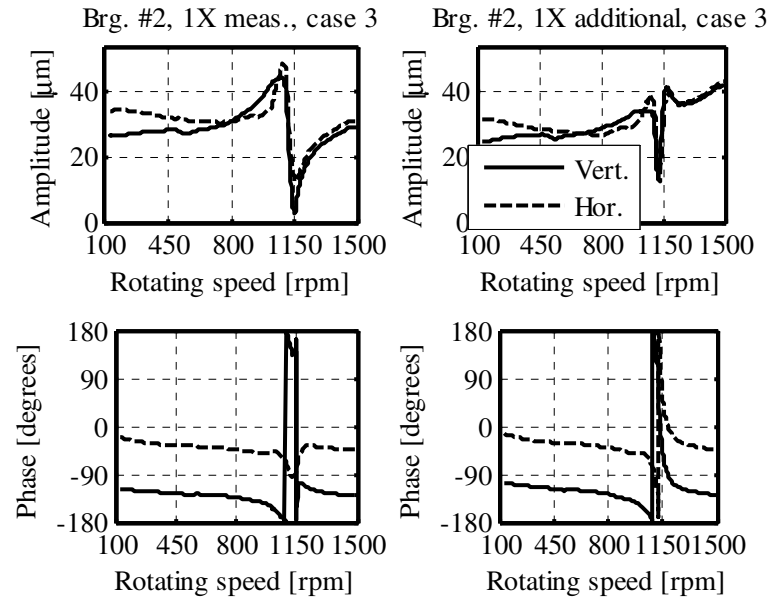 Brg. #2, 1X meas., case 3
Amplitude [μm]
40
20
0
100 450 800 1150 1500
Rotating speed [rpm]
Brg. #2, 1X additional, case 3
Amplitude [μm]
40
20
0
Vert.
Hor.
100 450 800 1150 1500
Rotating speed [rpm]
Phase [degrees]
180
90
0
-90
-180
100 450 800 1150 1500
Rotating speed [rpm]
Phase [degrees]
180
90
0
-90
-180
100 450 800 1150 1500
Rotating speed [rpm]